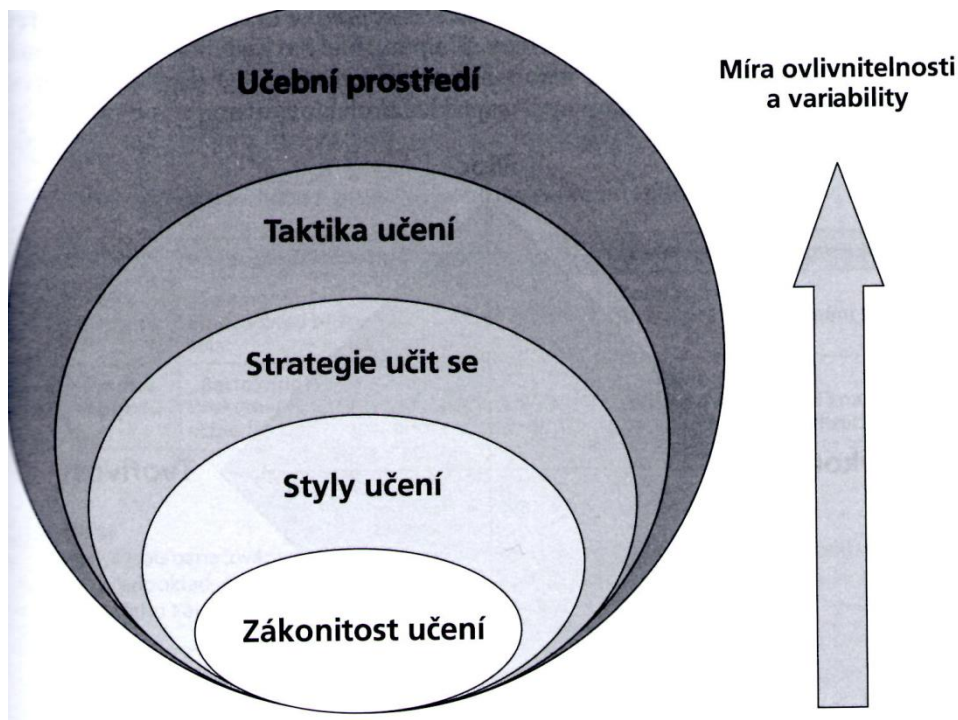 Učební prostředí
Míra ovlivnitelnosti
a variability
Taktika učení
Strategie učit se
Styly učení
Zákonitost učení